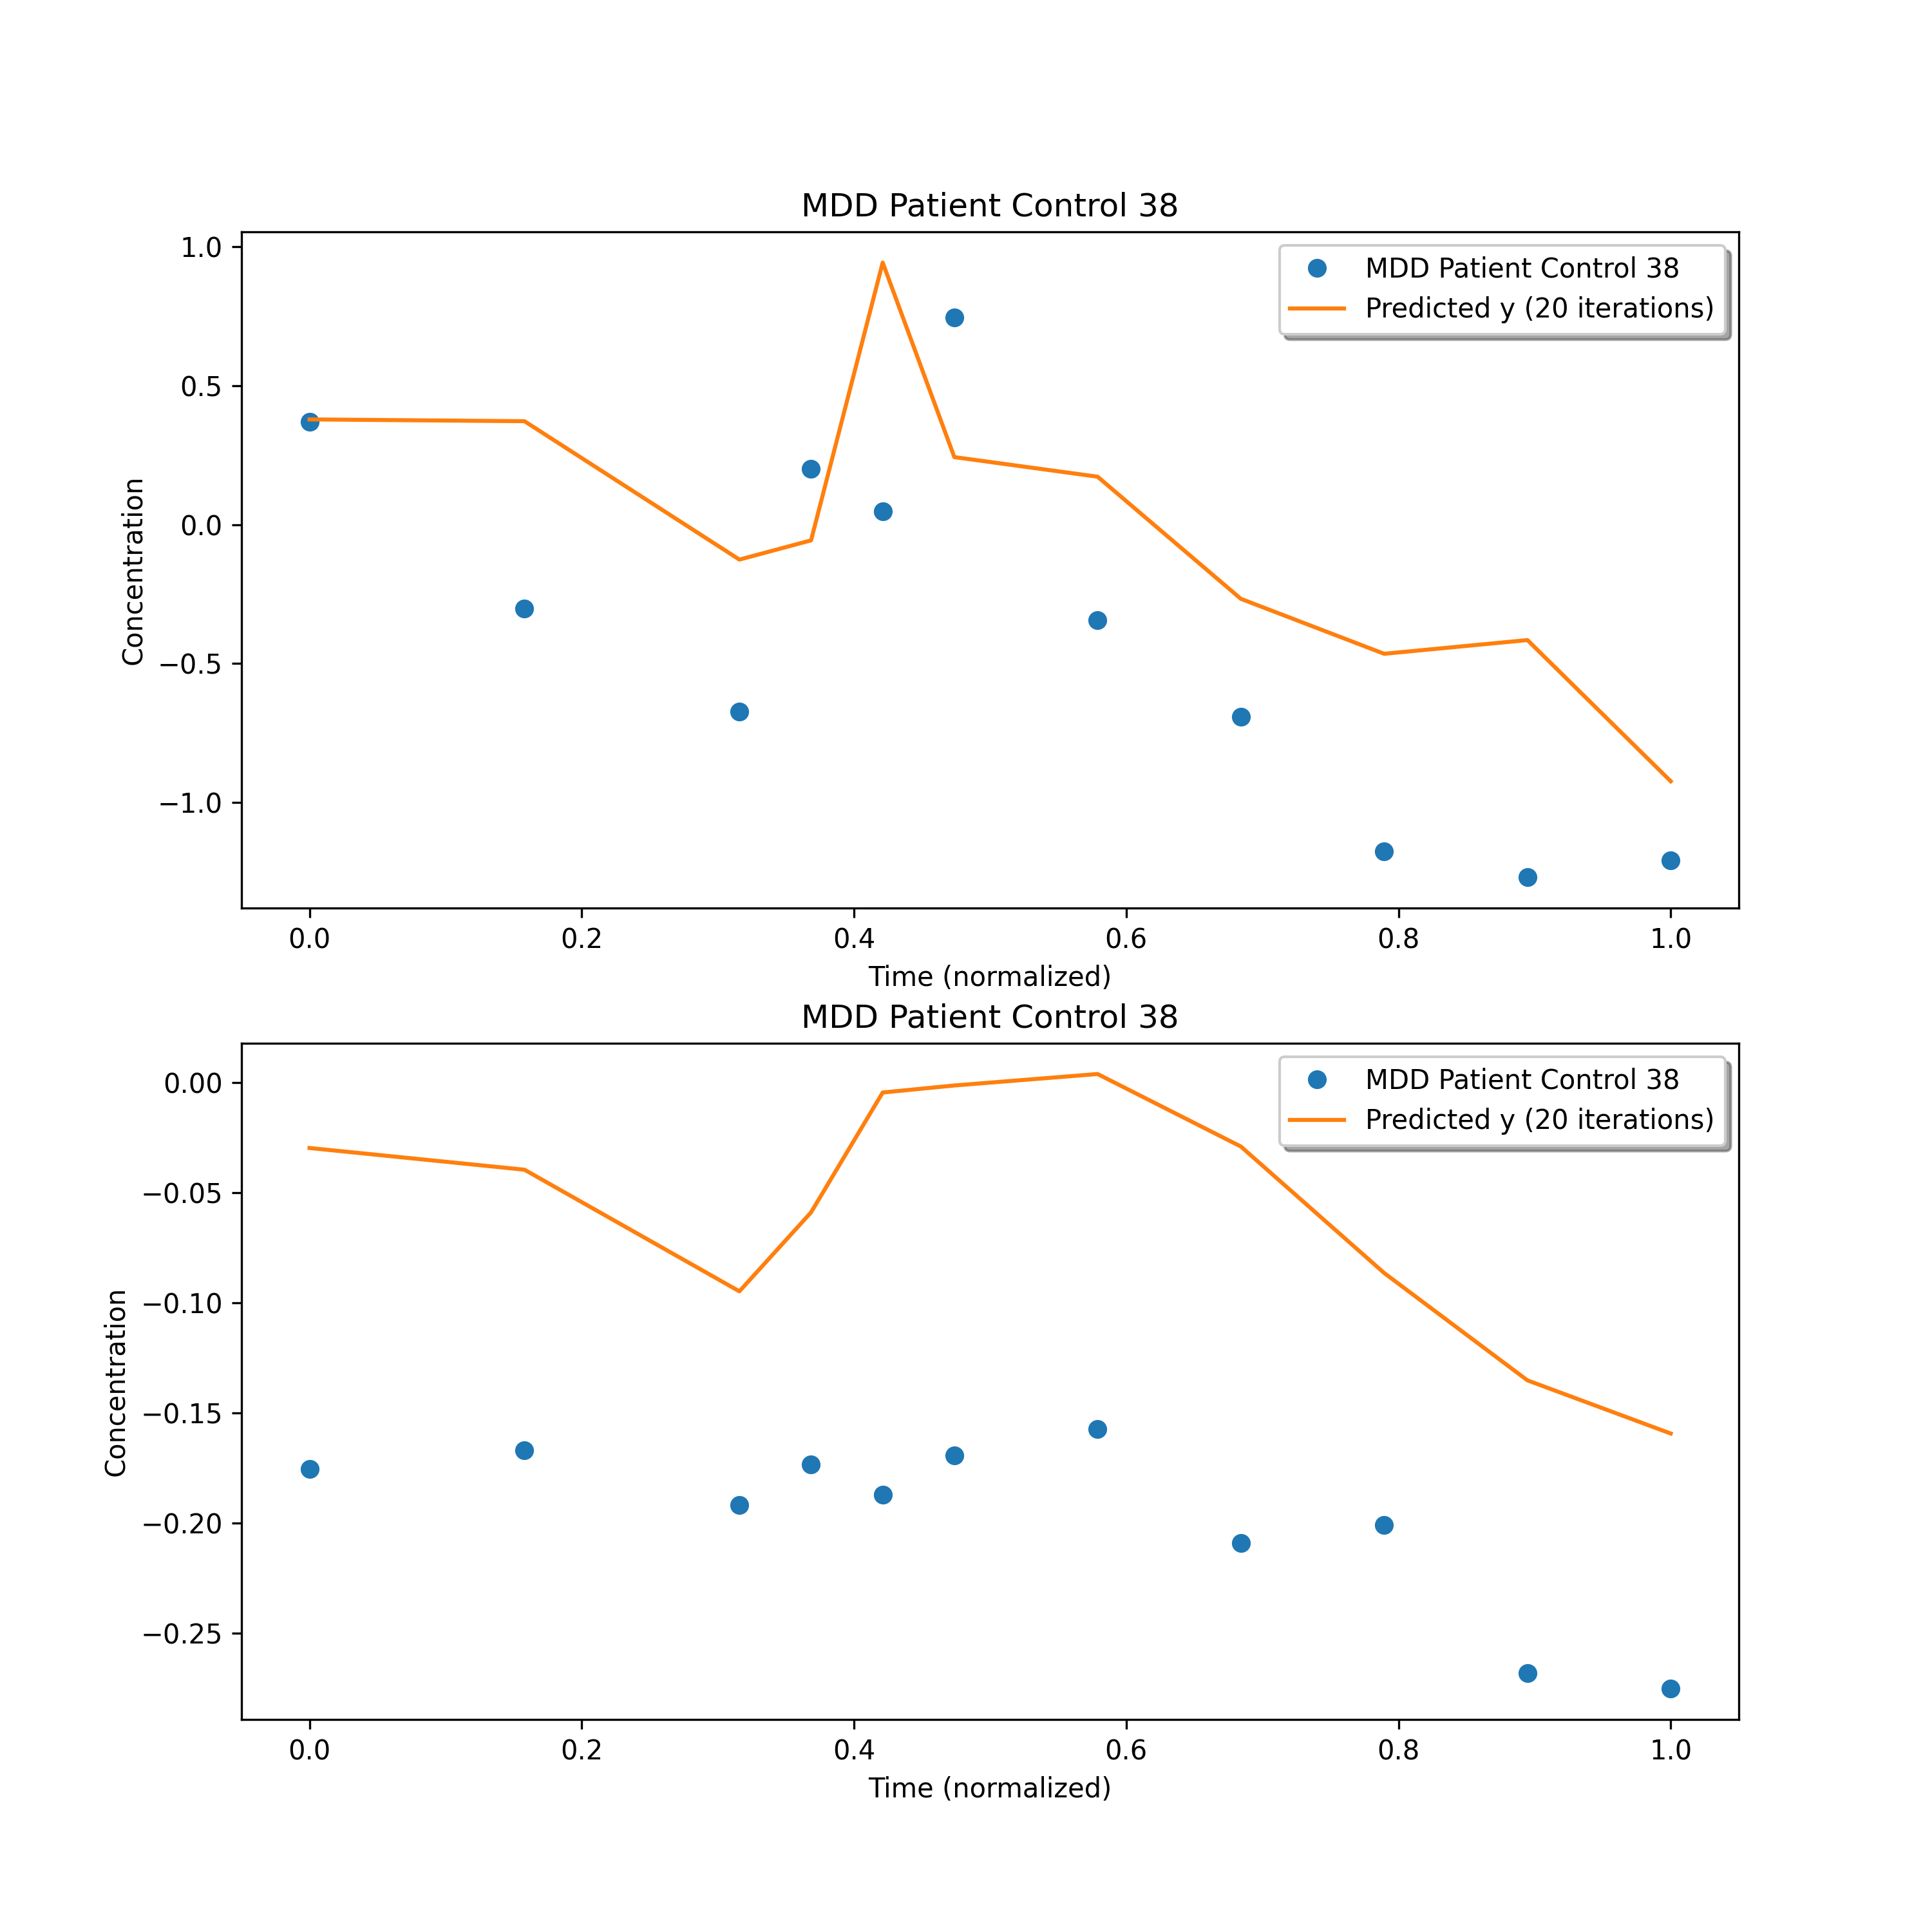 MDD Patient Control 38
MDD Patient Control 38
Predicted y (20 iterations)
1.0
0.5
0.0
−0.5
−1.0
Concentration
0.0 0.2 0.4 0.6 0.8 1.0
Time (normalized)
MDD Patient Control 38
MDD Patient Control 38
Predicted y (20 iterations)
0.00
−0.05
−0.10
−0.15
−0.20
−0.25
Concentration
0.0 0.2 0.4 0.6 0.8 1.0
Time (normalized)